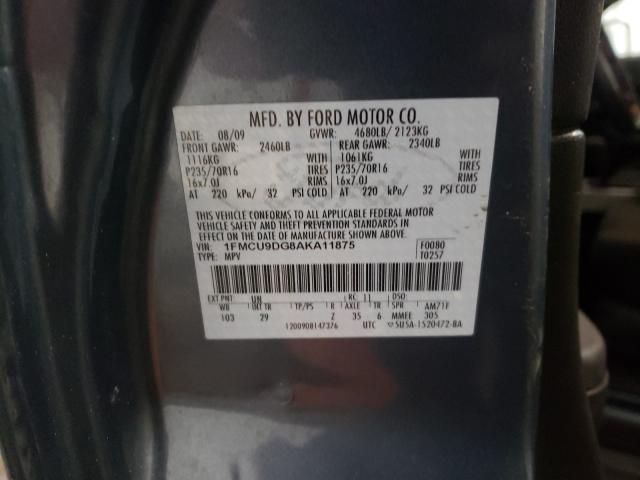 MFD. BY FORD MOTOR CO.
DATE: 08/09 GVWR: 4680LB/ 2123KG
FRONT GAWR: 2460LB REAR GAWR: 2340LB
1116KG WITH 1061KG WITH
P235/70R16 TIRES P235/70R16 TIRES
16x7.0J RIMS 16x7.0J RIMS
AT 220 kPa/ 32 PSI COLD AT 220 kPa/ 32 PSI COLD
THIS VEHICLE CONFORMS TO ALL APPLICABLE FEDERAL MOTOR
VEHICLE SAFETY AND THEFT PREVENTION STANDARDS IN
EFFECT ON THE DATE OF MANUFACTURE SHOWN ABOVE.
VIN: 1FMCU9DG8AKA11875 F0080
TYPE: MPV T0257
EXT PNT: UN RC: 11 DSO:
WB INT TR TP/PS R AXLE TR AM71F
103 29 Z 35 6 MMEE 305
1200908147376 UTC 5U5A-1520472-BA